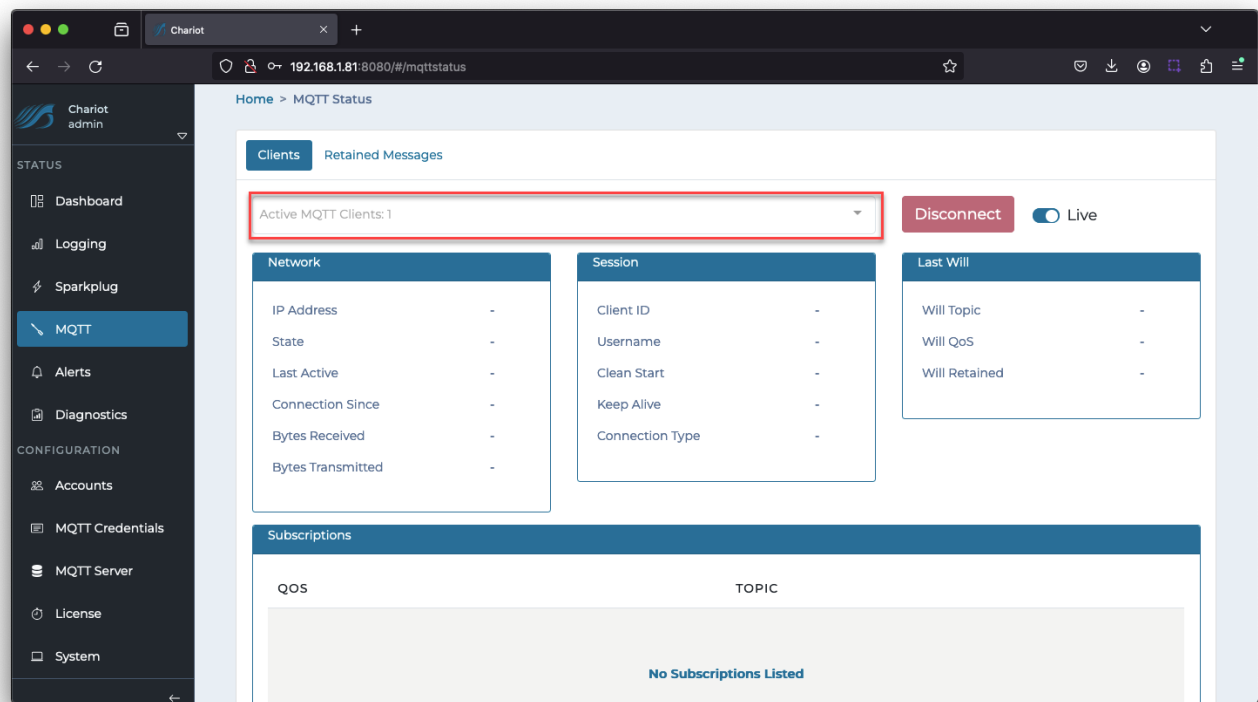 Chariot
192.168.1.81:8080/#/mqttstatus
Chariot
admin
STATUS
Dashboard
Logging
Sparkplug
MQTT
Alerts
Diagnostics
CONFIGURATION
Accounts
MQTT Credentials
MQTT Server
License
System
Home > MQTT Status
Clients Retained Messages
Active MQTT Clients: 1
Disconnect Live
Network
IP Address -
State -
Last Active -
Connection Since -
Bytes Received -
Bytes Transmitted -
Session
Client ID -
Username -
Clean Start -
Keep Alive -
Connection Type -
Last Will
Will Topic -
Will QoS -
Will Retained -
Subscriptions
QOS TOPIC
No Subscriptions Listed